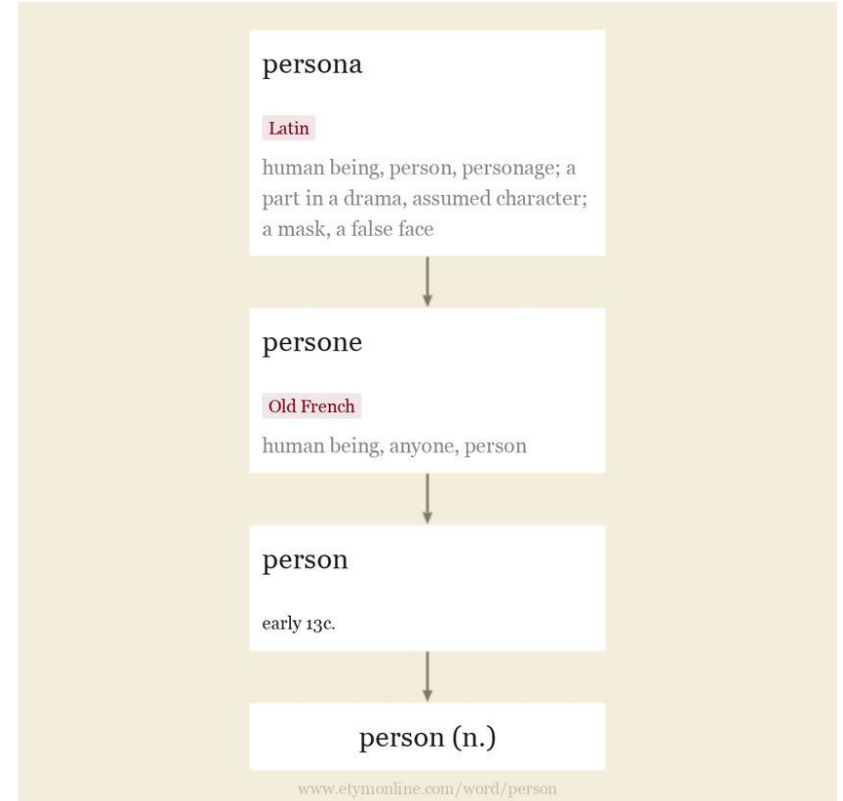 persona
Latin
human being, person, personage; a
part in a drama, assumed character;
a mask, a false face
persone
Old French
human being, anyone, person
person
early 13c.
person (n.)
www.etymonline.com/word/person